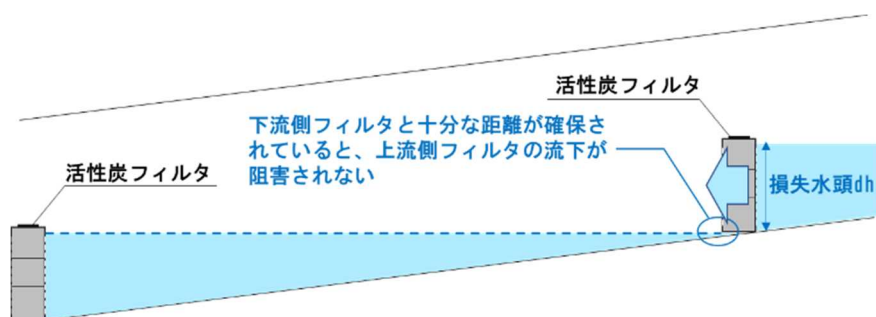 活性炭フィルタ
下流側フィルタと十分な距離が確保さ
れていると、上流側フィルタの流下が
阻害されない
活性炭フィルタ
損失水頭dh